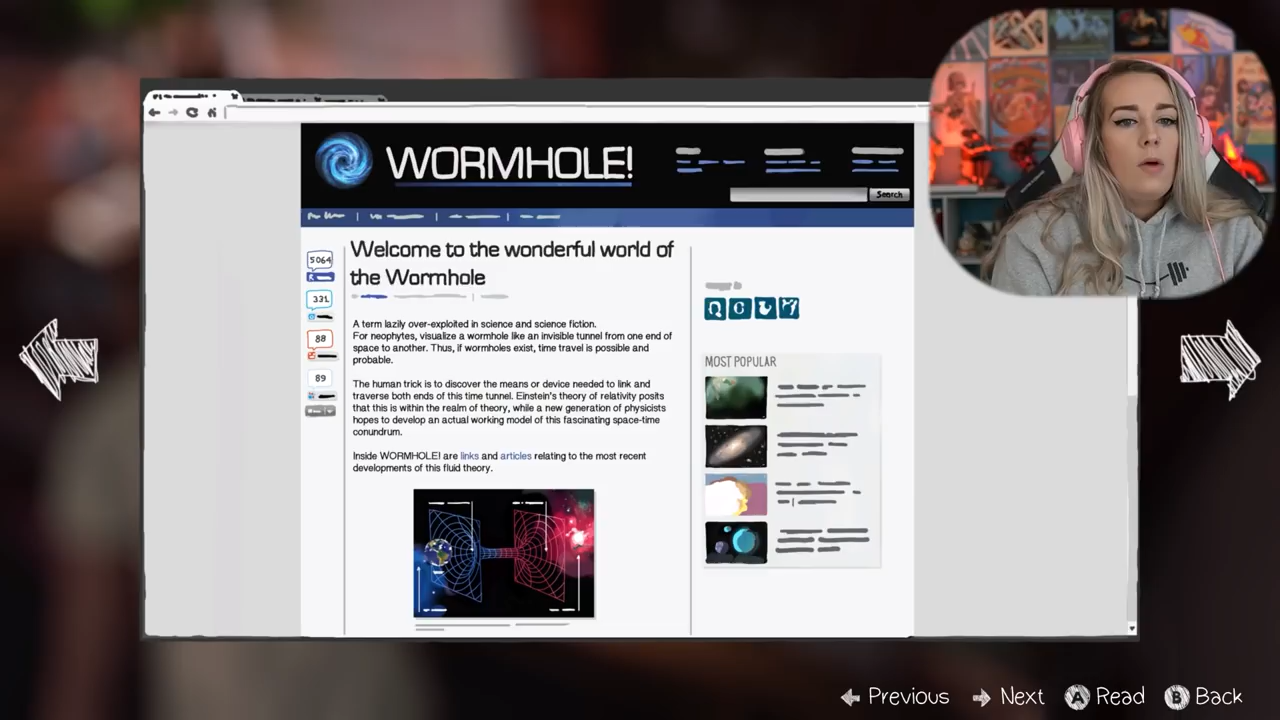 WORMHOLE!
Search
Welcome to the wonderful world of
the Wormhole
5064
331
88
89
A term lazily over-exploited in science and science fiction.
For neophytes, visualize a wormhole like an invisible tunnel from one end of
space to another. Thus, if wormholes exist, time travel is possible and
probable.
The human trick is to discover the means or device needed to link and
traverse both ends of this time tunnel. Einstein's theory of relativity posits
that this is within the realm of theory, while a new generation of physicists
hopes to develop an actual working model of this fascinating space-time
conundrum.
Inside WORMHOLE! are links and articles relating to the most recent
developments of this fluid theory.
MOST POPULAR
Previous
Next
A Read
B Back